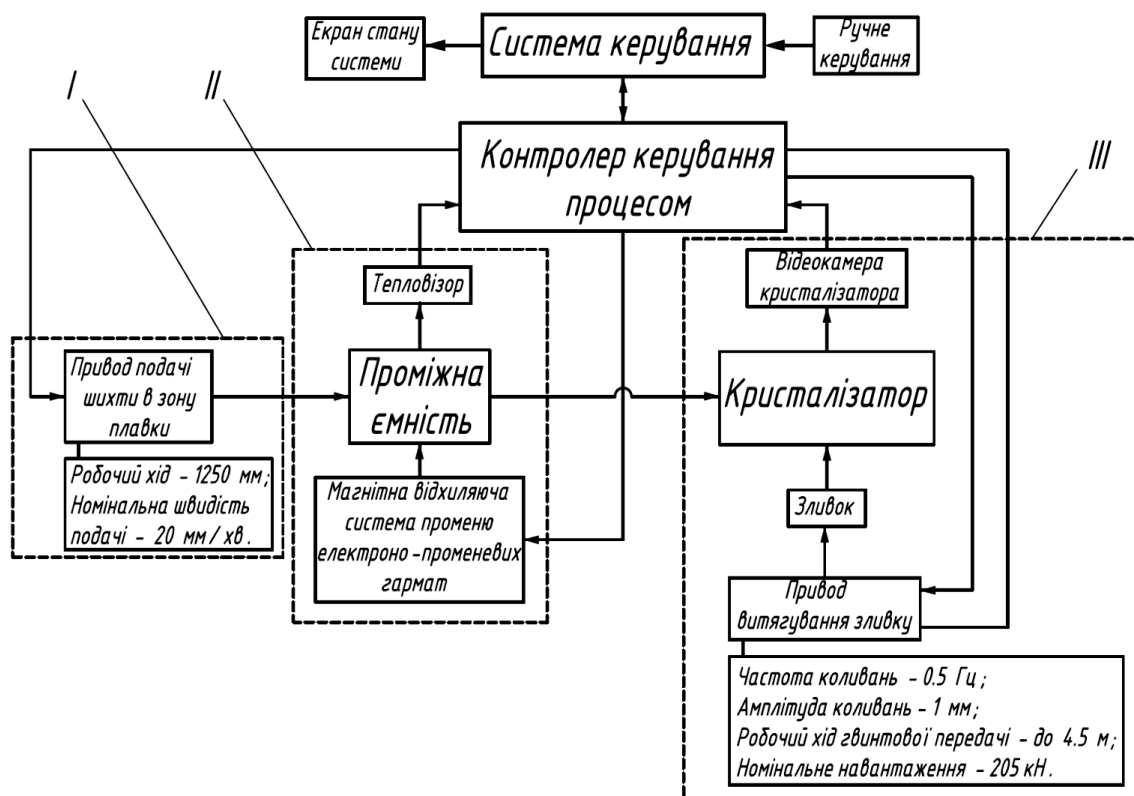 Екран стану
системи
Система керування
Ручне
керування
I
II
III
Контролер керування
процесом
Тепловізор
Відеокамера
кристалізатора
Привод подачі
шихти в зону
плавки
Проміжна
ємність
Кристалізатор
Робочий хід - 1250 мм;
Номінальна швидість
подачі - 20 мм/хв.
Магнітна відхиляюча
система променю
електроно-променевих
гармат
Зливок
Привод
витягування зливку
Частота коливань - 0.5 Гц;
Амплітуда коливань - 1 мм;
Робочий хід гвинтової передачі - до 4.5 м;
Номінальне навантаження - 205 кН.